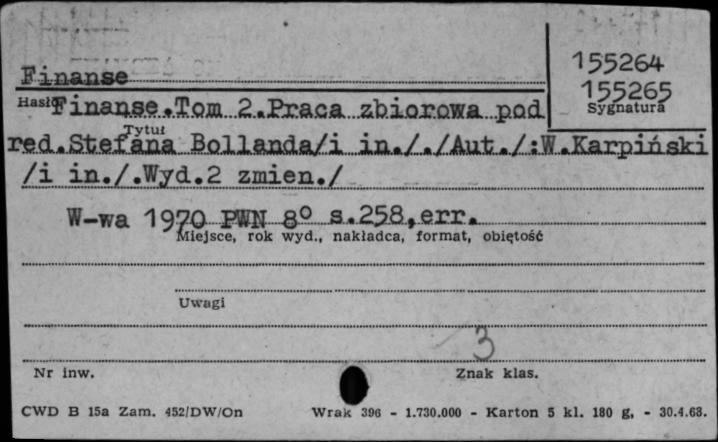 155264
Finanse
155265
Hasło
Sygnatura
Finanse.Tom 2.Praca zbiorowa pod
Tytuł
red.Stefana Bollanda/i in././Aut./:W.Karpiński
/i in./.Wyd.2 zmien./
W-wa 1970 PWN 8° s.258,err.
Miejsce, rok wyd., nakładca, format, obiętość
Uwagi
3
Nr inw.
Znak klas.
CWD B 15a Zam. 452/DW/On Wrak 396 - 1.730.000 - Karton 5 kl. 180 g, - 30.4.68.